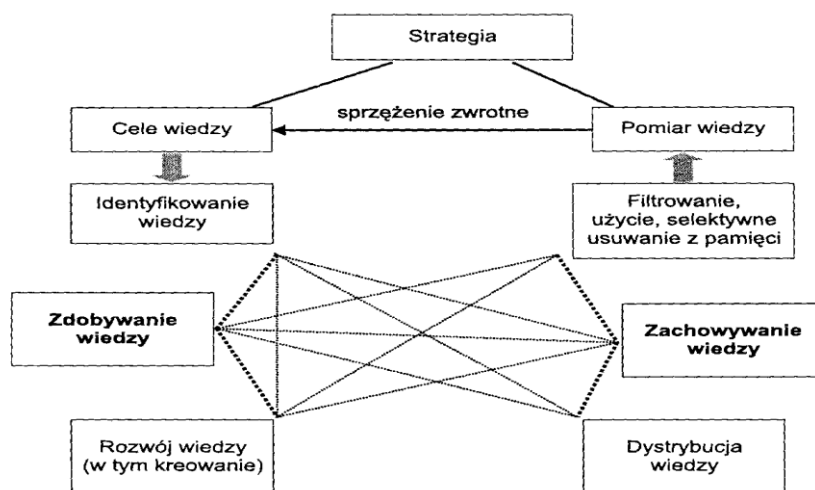 Strategia
sprzężenie zwrotne
Cele wiedzy
Pomiar wiedzy
Identyfikowanie
wiedzy
Filtrowanie,
użycie, selektywne
usuwanie z pamięci
Zdobywanie
wiedzy
Zachowywanie
wiedzy
Rozwój wiedzy
(w tym kreowanie)
Dystrybucja
wiedzy